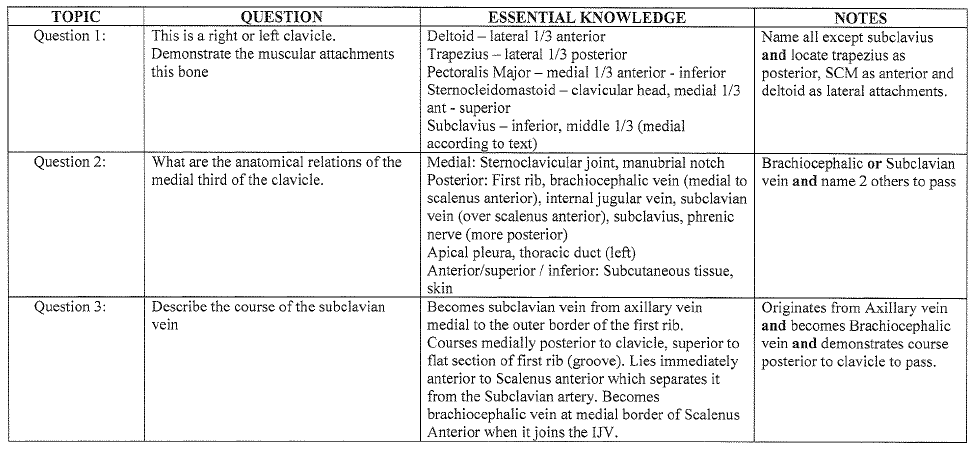 TOPIC QUESTION ESSENTIAL KNOWLEDGE NOTES
Question 1:
This is a right or left clavicle.
Demonstrate the muscular attachments
this bone
Deltoid – lateral 1/3 anterior
Trapezius – lateral 1/3 posterior
Pectoralis Major – medial 1/3 anterior - inferior
Sternocleidomastoid – clavicular head, medial 1/3
ant - superior
Subclavius – inferior, middle 1/3 (medial
according to text)
Name all except subclavius
and locate trapezius as
posterior, SCM as anterior and
deltoid as lateral attachments.
Question 2:
What are the anatomical relations of the
medial third of the clavicle.
Medial: Sternoclavicular joint, manubrial notch
Posterior: First rib, brachiocephalic vein (medial to
scalenus anterior), internal jugular vein, subclavian
vein (over scalenus anterior), subclavius, phrenic
nerve (more posterior)
Apical pleura, thoracic duct (left)
Anterior/superior / inferior: Subcutaneous tissue,
skin
Brachiocephalic or Subclavian
vein and name 2 others to pass
Question 3:
Describe the course of the subclavian
vein
Becomes subclavian vein from axillary vein
medial to the outer border of the first rib.
Courses medially posterior to clavicle, superior to
flat section of first rib (groove). Lies immediately
anterior to Scalenus anterior which separates it
from the Subclavian artery. Becomes
brachiocephalic vein at medial border of Scalenus
Anterior when it joins the IJV.
Originates from Axillary vein
and becomes Brachiocephalic
vein and demonstrates course
posterior to clavicle to pass.